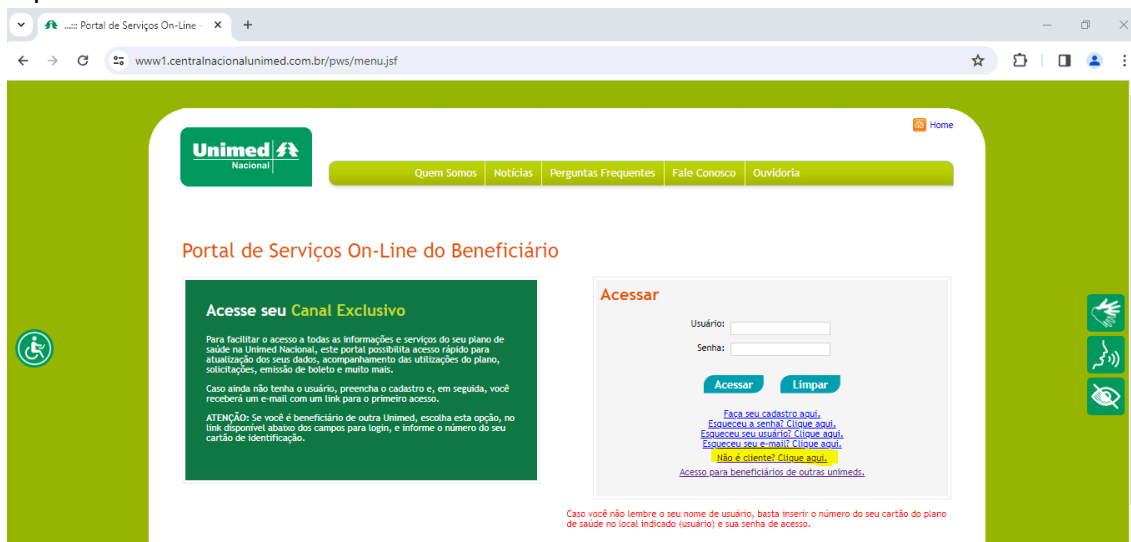 ...::: Portal de Serviços On-Line -
www1.centralnacionalunimed.com.br/pws/menu.jsf
Home
Unimed
Nacional
Quem Somos Notícias Perguntas Frequentes Fale Conosco Ouvidoria
Portal de Serviços On-Line do Beneficiário
Acesse seu Canal Exclusivo
Para facilitar o acesso a todas as informações e serviços do seu plano de
saúde na Unimed Nacional, este portal possibilita acesso rápido para
atualização dos seus dados, acompanhamento das utilizações do plano,
solicitações, emissão de boleto e muito mais.
Caso ainda não tenha o usuário, preencha o cadastro e, em seguida, você
receberá um e-mail com um link para o primeiro acesso.
ATENÇÃO: Se você é beneficiário de outra Unimed, escolha esta opção, no
link disponível abaixo dos campos para login, e informe o número do seu
cartão de identificação.
Acessar
Usuário:
Senha:
Acessar Limpar
Faça seu cadastro aqui.
Esqueceu a senha? Clique aqui.
Esqueceu seu usuário? Clique aqui.
Esqueceu seu e-mail? Clique aqui.
Não é cliente? Clique aqui.
Acesso para beneficiários de outras unimeds.
Caso você não lembre o seu nome de usuário, basta inserir o número do seu cartão do plano
de saúde no local indicado (usuário) e sua senha de acesso.